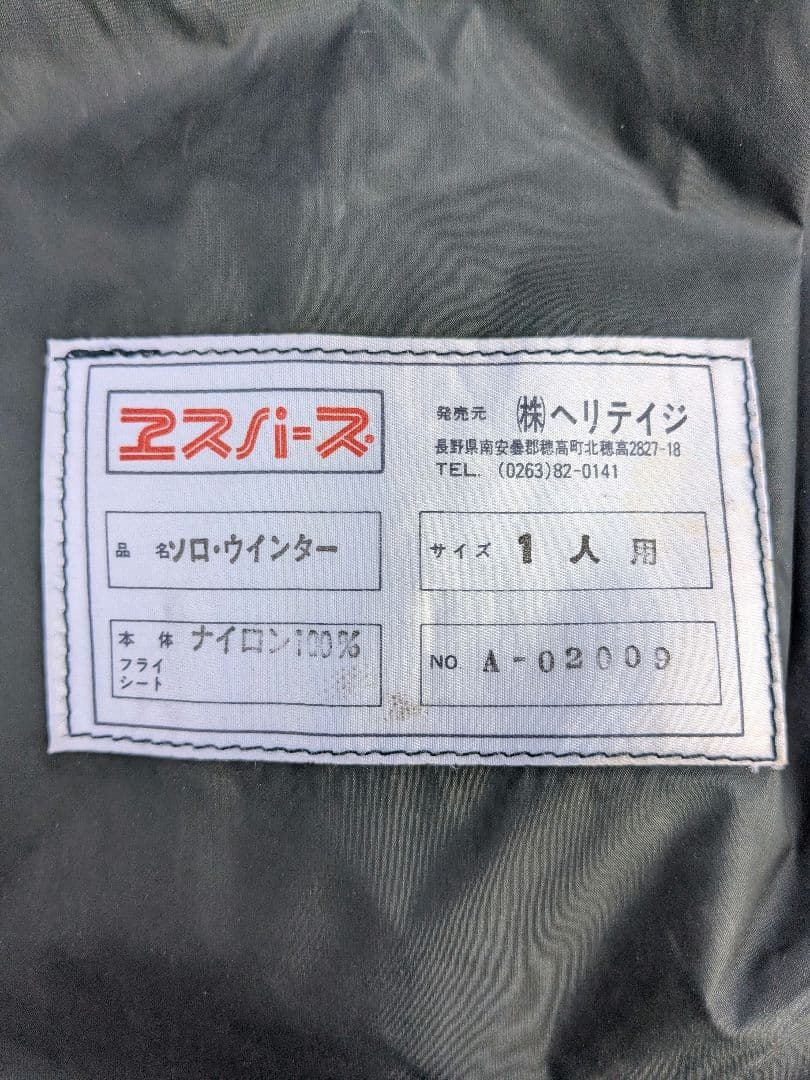 エスパース
発売元 ㈱ヘリテイジ
長野県南安曇郡穂高町北穂高2827-18
TEL. (0263)82-0141
品名 ソロ・ウインター
サイズ 1人用
本体 ナイロン100%
フライシート
NO A-02009